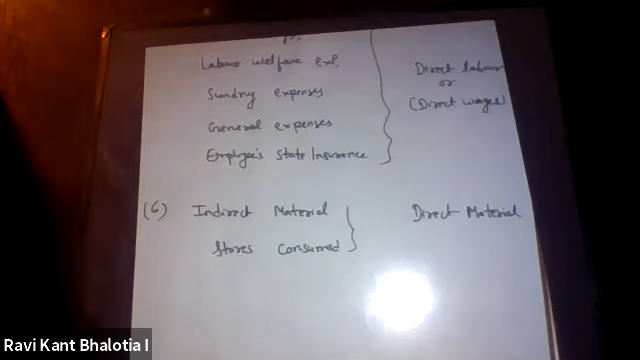 Labour welfare exp.
Sundry expenses
General expenses
Employee's State Insurance
Direct labour
or
(Direct wages)
(6) Indirect Material
Stores Consumed
Direct Material
Ravi Kant Bhalotia I